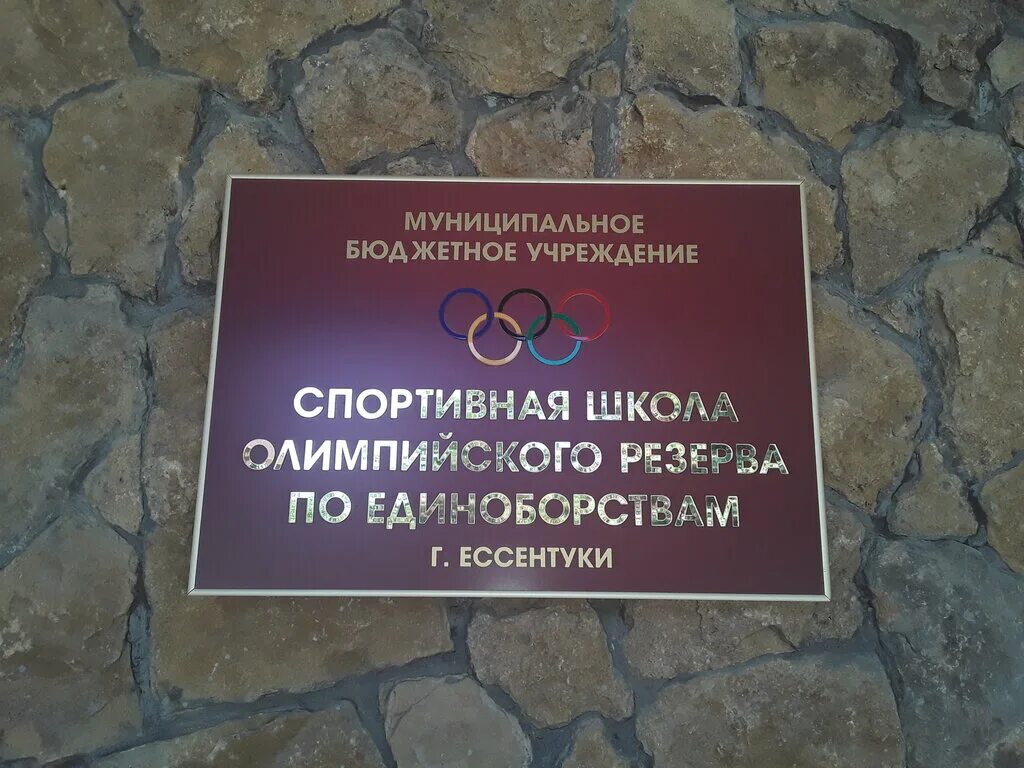 МУНИЦИПАЛЬНОЕ
БЮДЖЕТНОЕ УЧРЕЖДЕНИЕ
СПОРТИВНАЯ ШКОЛА
ОЛИМПИЙСКОГО РЕЗЕРВА
ПО ЕДИНОБОРСТВАМ
Г. ЕССЕНТУКИ